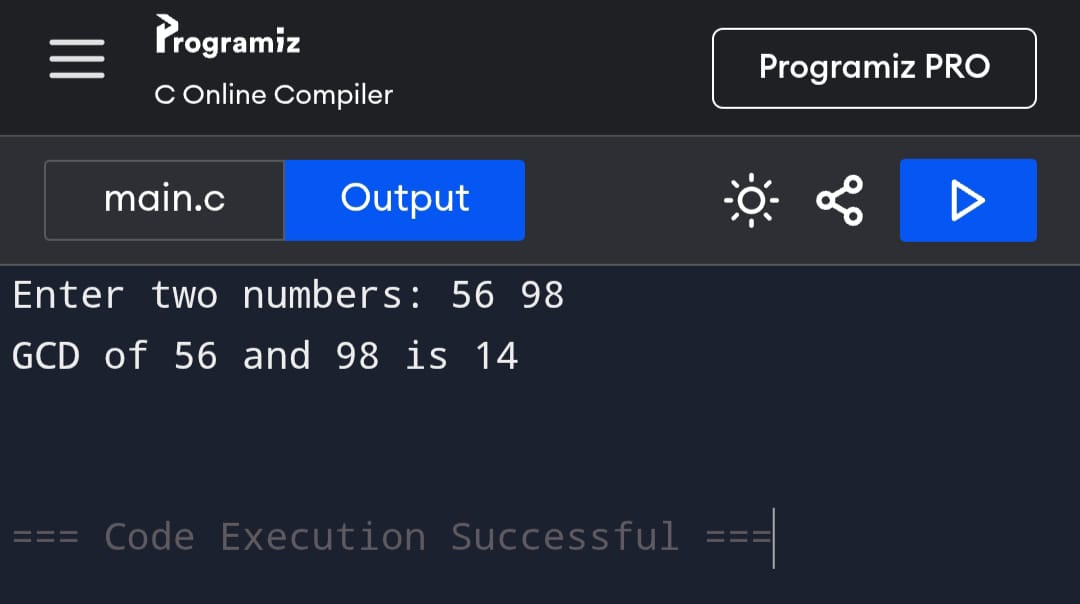 Programiz
C Online Compiler
Programiz PRO
main.c
Output
Enter two numbers: 56 98
GCD of 56 and 98 is 14
=== Code Execution Successful ===